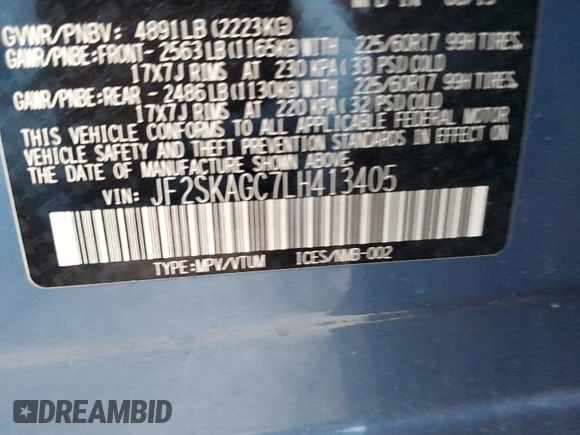 GVWR/PNBV: 4891LB(2223KG)
GAWR/PNBE:FRONT- 2563LB(1165KG)WITH 225/60R17 99H TIRES,
17X7J RIMS AT 230 KPA(33 PSI)COLD
GAWR/PNBE:REAR - 2486LB(1130KG)WITH 225/60R17 99H TIRES,
17X7J RIMS AT 220 KPA(32 PSI)COLD
THIS VEHICLE CONFORMS TO ALL APPLICABLE FEDERAL MOTOR
VEHICLE SAFETY AND THEFT PREVENTION STANDARDS IN EFFECT ON
THE DATE OF MANUFACTURE SHOWN ABOVE.
VIN: JF2SKAGC7LH413405
TYPE:MPV/VTUM ICES/NMB-002
DREAMBID